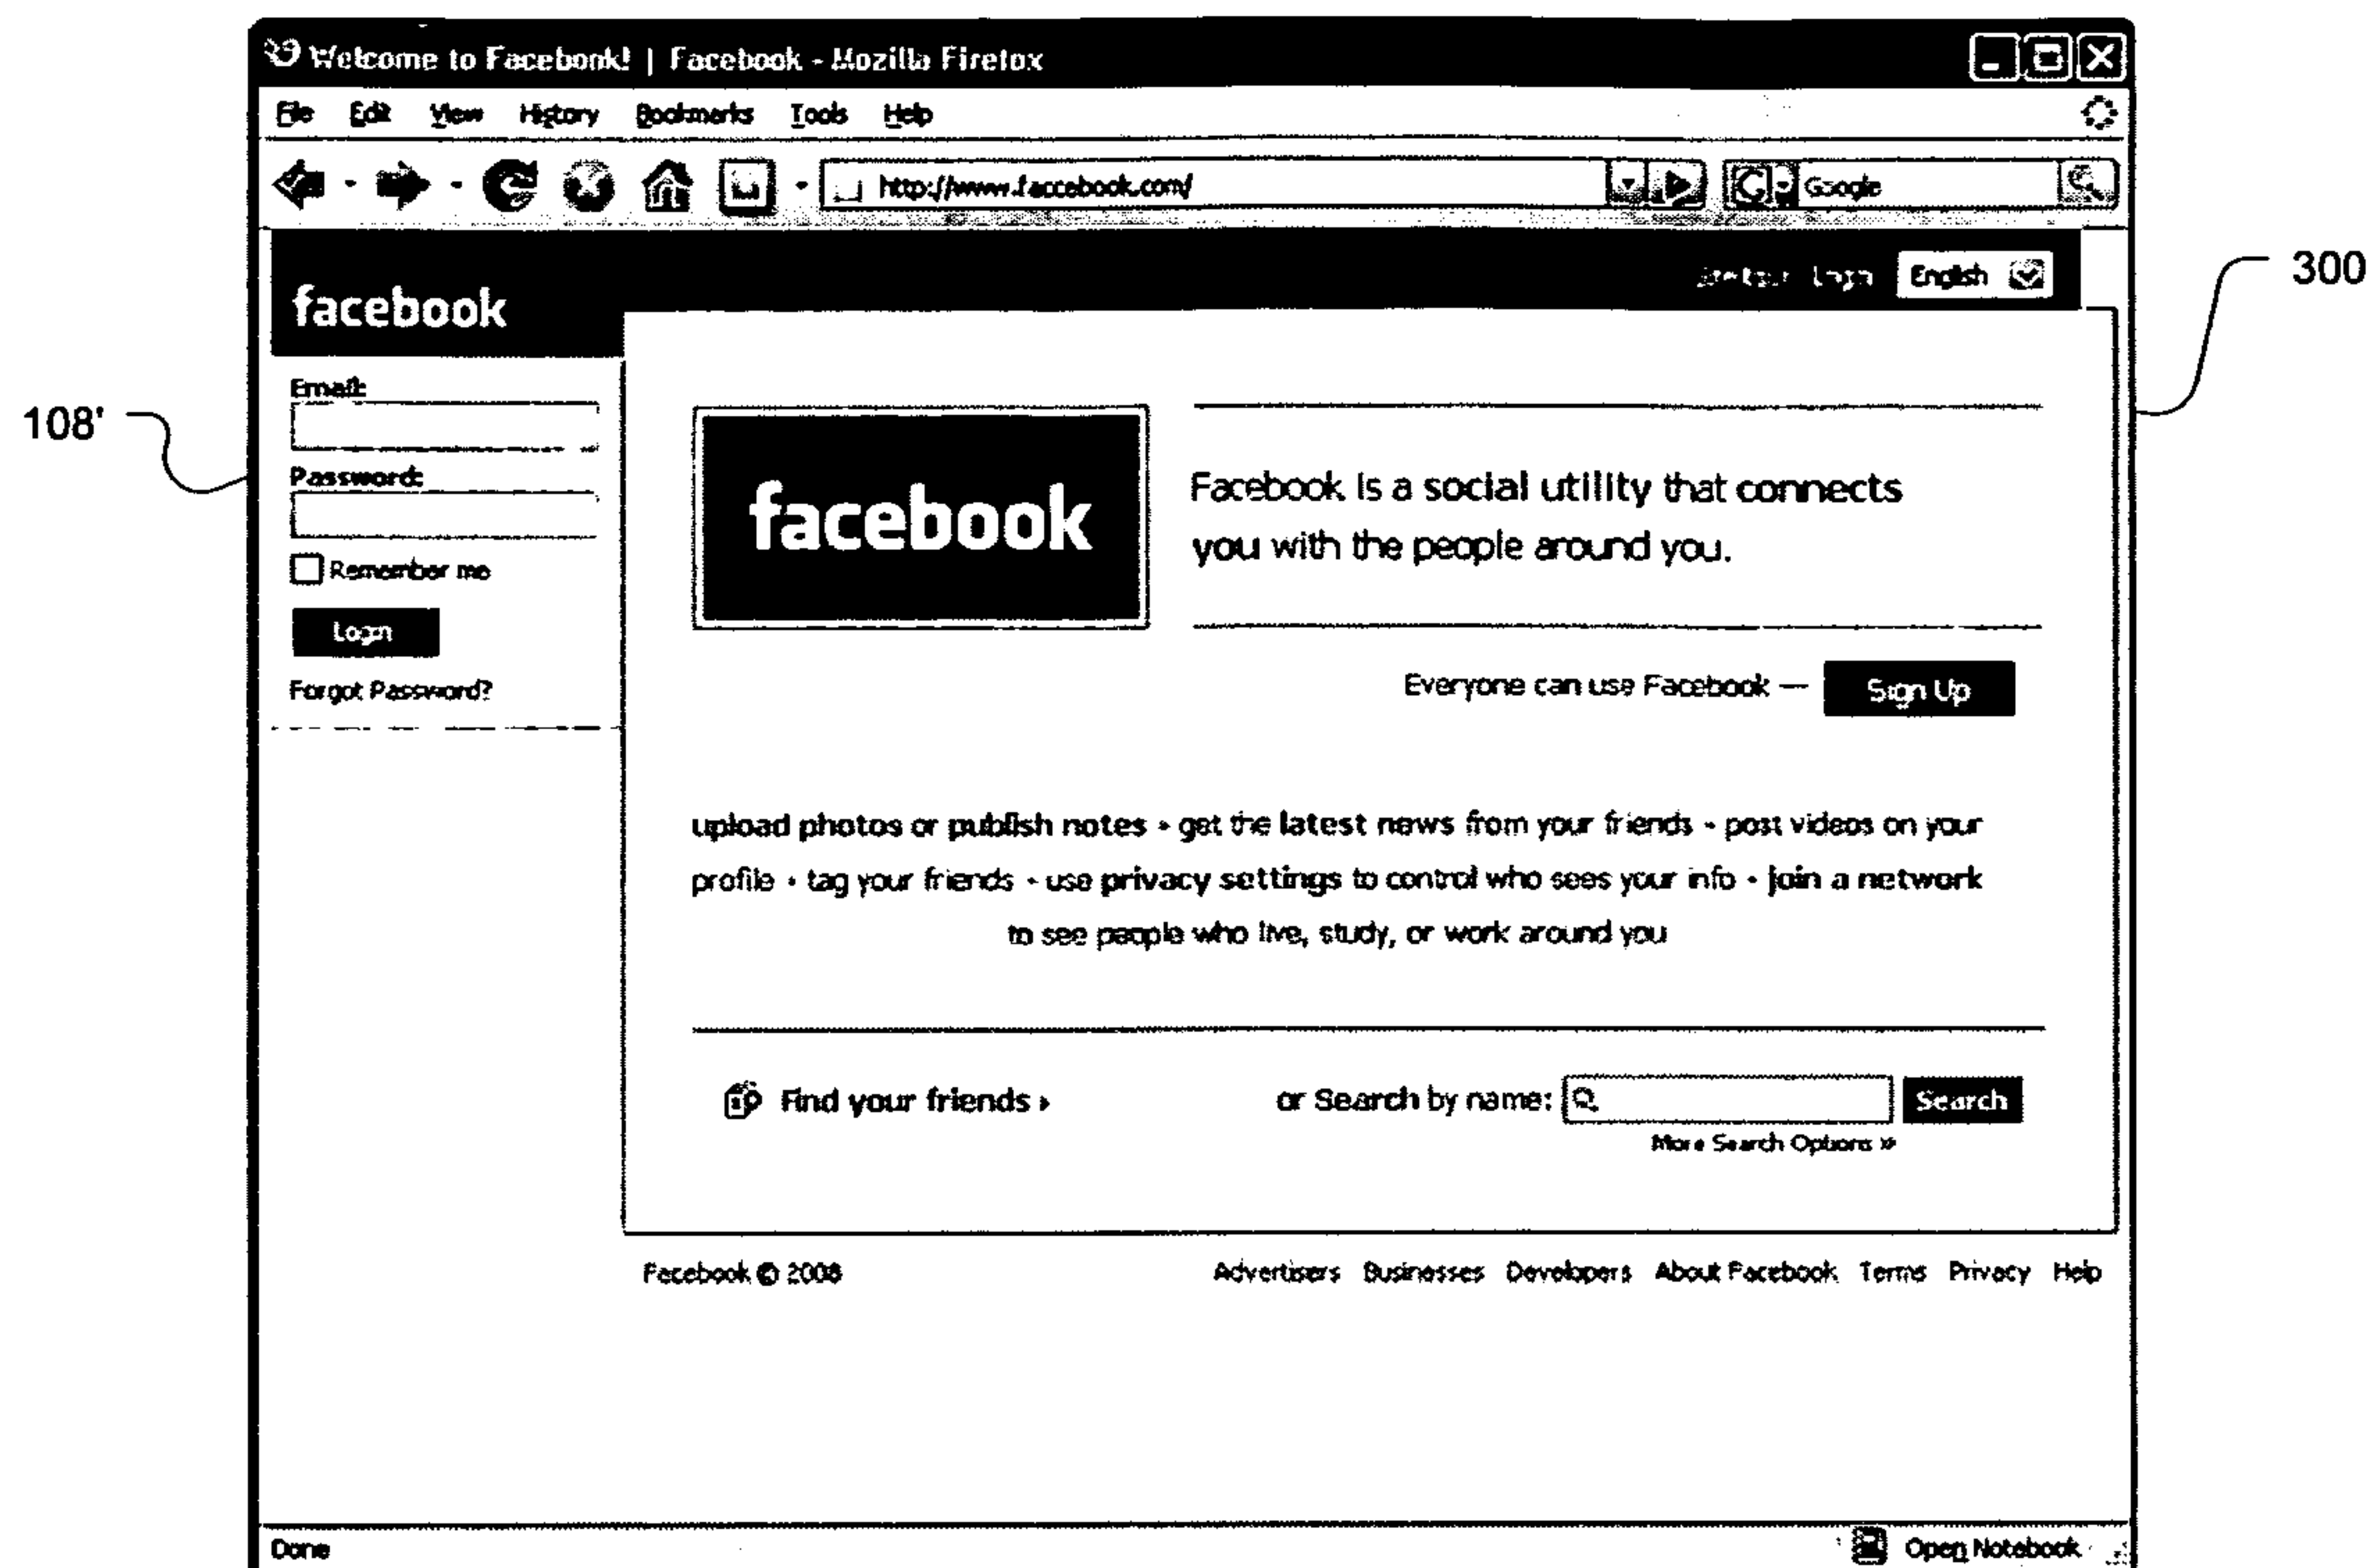 Welcome to Facebook! | Facebook - Mozilla Firefox
File Edit View History Bookmarks Tools Help
http://www.faccebook.com/ Google
Login English
300
facebook
108'
Email:
Password:
Remember me
Login
Forgot Password?
facebook
Facebook is a social utility that connects
you with the people around you.
Everyone can use Facebook — Sign Up
upload photos or publish notes • get the latest news from your friends • post videos on your
profile • tag your friends • use privacy settings to control who sees your info • join a network
to see people who live, study, or work around you
Find your friends ›
or Search by name: Search
More Search Options »
Facebook © 2008 Advertisers Businesses Developers About Facebook Terms Privacy Help
Done Open Notebook